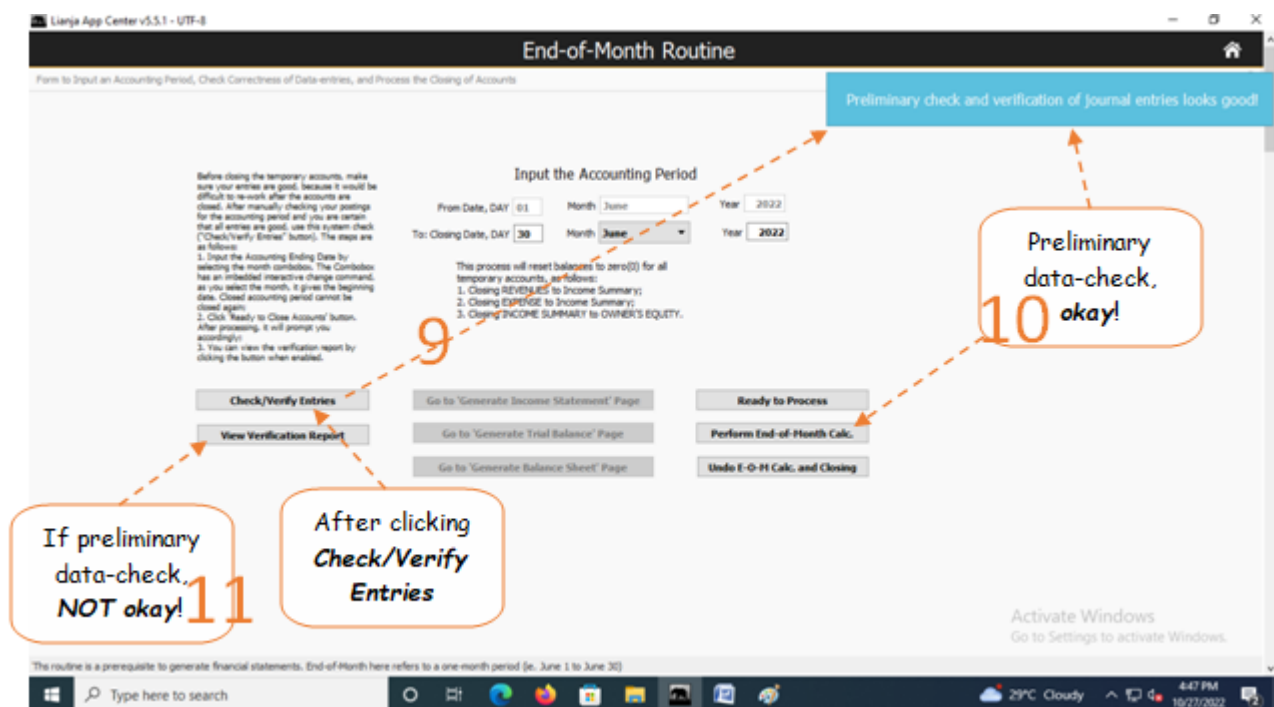 Lianja App Center v5.5.1 - UTF-8
End-of-Month Routine
Form to Input an Accounting Period, Check Correctness of Data-entries, and Process the Closing of Accounts
Preliminary check and verification of journal entries looks good!
Before closing the temporary accounts, make
sure your entries are good, because it would be
difficult to re-work after the accounts are
closed. After manually checking your postings
for the accounting period and you are certain
that all entries are good, use this system check
("Check/Verify Entries" button). The steps are
as follows:
1. Input the Accounting Ending Date by
selecting the month combobox. The Combobox
has an imbedded interactive change command,
as you select the month, it gives the beginning
date. Closed accounting period cannot be
closed again;
2. Click 'Ready to Close Accounts' button.
After processing, it will prompt you
accordingly;
3. You can view the verification report by
clicking the button when enabled.
Input the Accounting Period
From Date, DAY 01 Month June Year 2022
To: Closing Date, DAY 30 Month June Year 2022
This process will reset balances to zero(0) for all
temporary accounts, as follows:
1. Closing REVENUES to Income Summary;
2. Closing EXPENSE to Income Summary;
3. Closing INCOME SUMMARY to OWNER'S EQUITY.
Preliminary
data-check,
okay!
9
10
Check/Verify Entries Go to 'Generate Income Statement' Page Ready to Process
View Verification Report Go to 'Generate Trial Balance' Page Perform End-of-Month Calc.
Go to 'Generate Balance Sheet' Page Undo E-O-M Calc. and Closing
If preliminary
data-check,
NOT okay!
11
After clicking
Check/Verify
Entries
Activate Windows
Go to Settings to activate Windows.
The routine is a prerequisite to generate financial statements. End-of-Month here refers to a one-month period (ie. June 1 to June 30)
Type here to search
29°C Cloudy
4:47 PM
10/27/2022